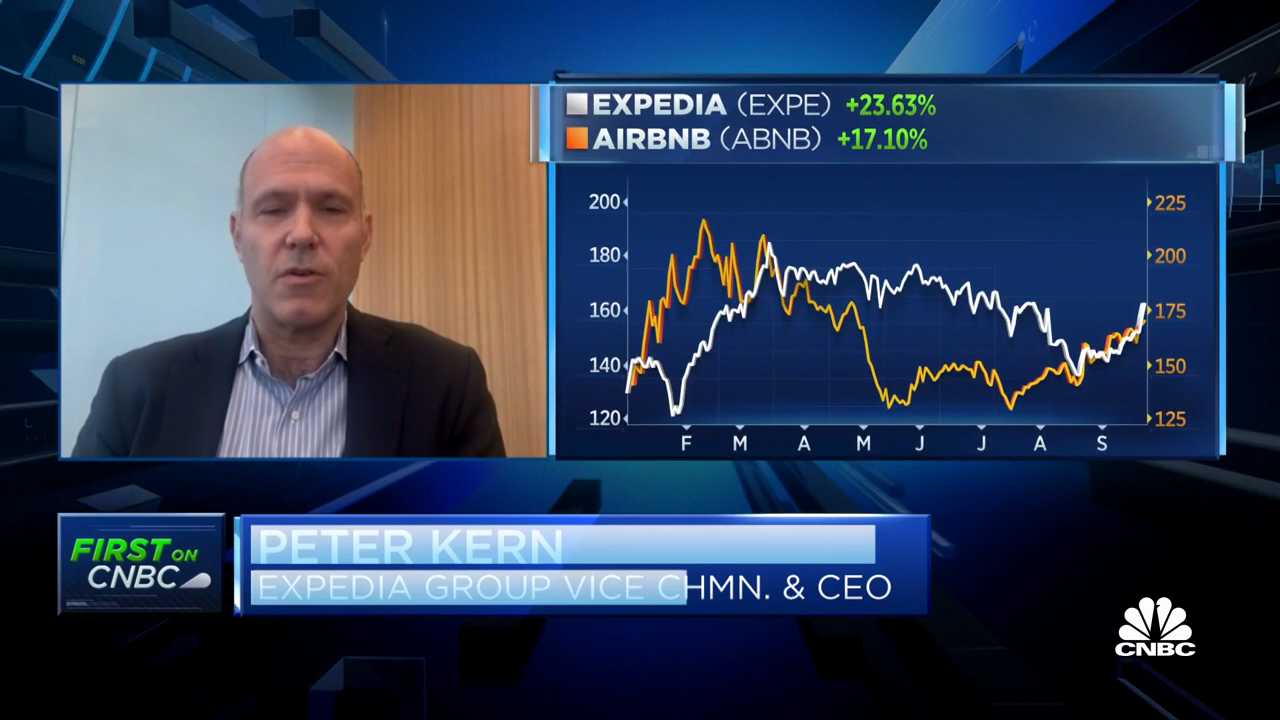 EXPEDIA (EXPE) +23.63%
AIRBNB (ABNB) +17.10%
200
180
160
140
120
225
200
175
150
125
F M A M J J A S
FIRST ON
CNBC
PETER KERN
EXPEDIA GROUP VICE CHMN. & CEO
CNBC